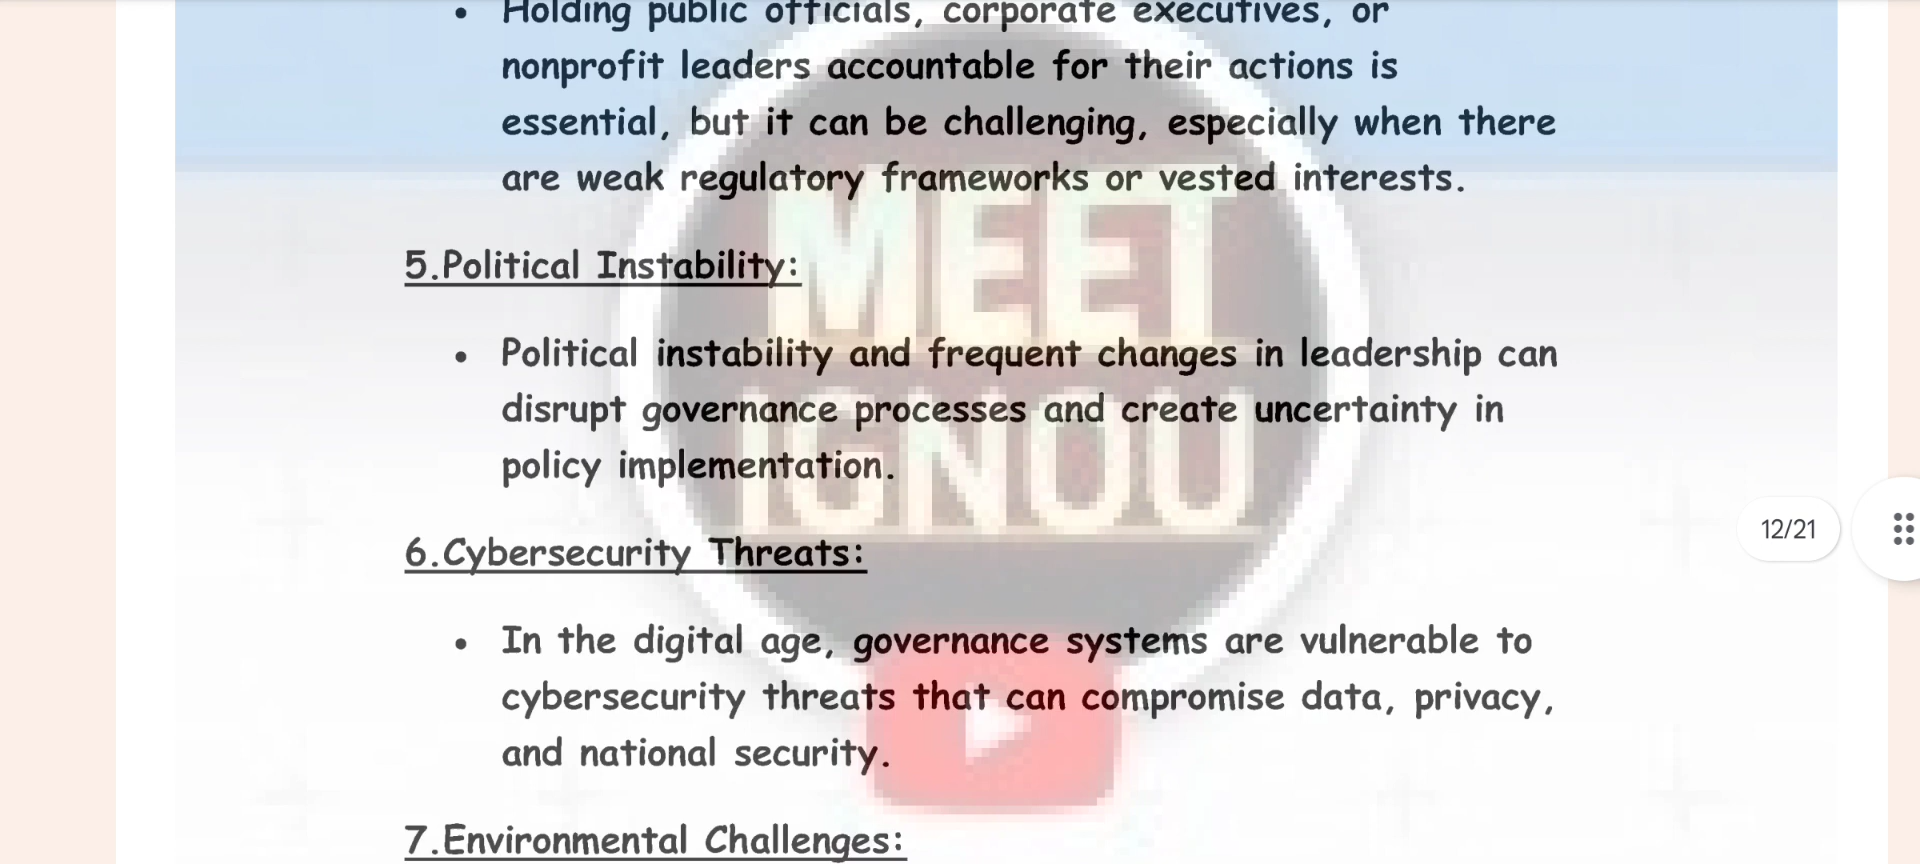 • Holding public officials, corporate executives, or
nonprofit leaders accountable for their actions is
essential, but it can be challenging, especially when there
are weak regulatory frameworks or vested interests.
5.Political Instability:
• Political instability and frequent changes in leadership can
disrupt governance processes and create uncertainty in
policy implementation.
6.Cybersecurity Threats:
• In the digital age, governance systems are vulnerable to
cybersecurity threats that can compromise data, privacy,
and national security.
7.Environmental Challenges:
MEET
IGNOU
12/21